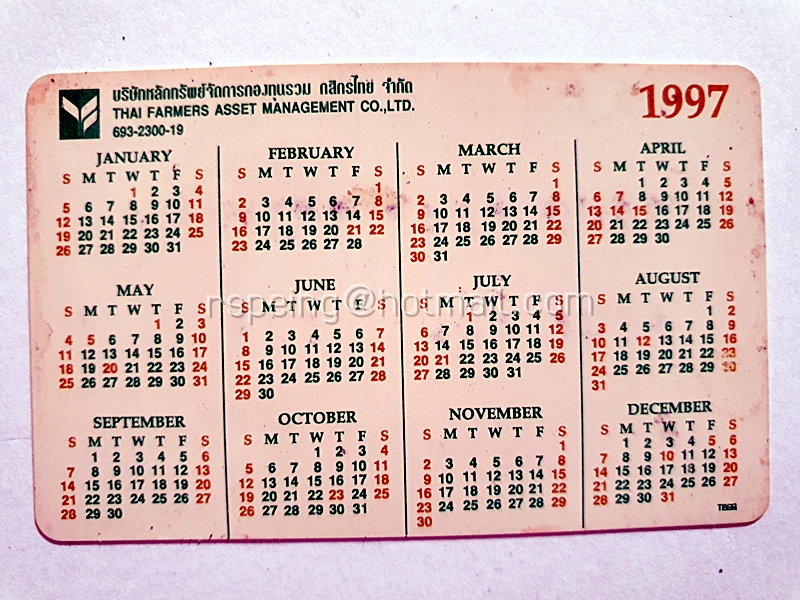 บริษัทหลักทรัพย์จัดการกองทุนรวม กสิกรไทย จำกัด
THAI FARMERS ASSET MANAGEMENT CO.,LTD.
693-2300-19
1997
JANUARY
S M T W T F S
1 2 3 4
5 6 7 8 9 10 11
12 13 14 15 16 17 18
19 20 21 22 23 24 25
26 27 28 29 30 31
FEBRUARY
S M T W T F S
1
2 3 4 5 6 7 8
9 10 11 12 13 14 15
16 17 18 19 20 21 22
23 24 25 26 27 28
MARCH
S M T W T F S
1
2 3 4 5 6 7 8
9 10 11 12 13 14 15
16 17 18 19 20 21 22
23 24 25 26 27 28 29
30 31
APRIL
S M T W T F S
1 2 3 4 5
6 7 8 9 10 11 12
13 14 15 16 17 18 19
20 21 22 23 24 25 26
27 28 29 30
MAY
S M T W T F S
1 2 3
4 5 6 7 8 9 10
11 12 13 14 15 16 17
18 19 20 21 22 23 24
25 26 27 28 29 30 31
JUNE
S M T W T F S
1 2 3 4 5 6 7
8 9 10 11 12 13 14
15 16 17 18 19 20 21
22 23 24 25 26 27 28
29 30
JULY
S M T W T F S
1 2 3 4 5
6 7 8 9 10 11 12
13 14 15 16 17 18 19
20 21 22 23 24 25 26
27 28 29 30 31
AUGUST
S M T W T F S
1 2
3 4 5 6 7 8 9
10 11 12 13 14 15 16
17 18 19 20 21 22 23
24 25 26 27 28 29 30
31
nspeing@hotmail.com
SEPTEMBER
S M T W T F S
1 2 3 4 5 6
7 8 9 10 11 12 13
14 15 16 17 18 19 20
21 22 23 24 25 26 27
28 29 30
OCTOBER
S M T W T F S
1 2 3 4
5 6 7 8 9 10 11
12 13 14 15 16 17 18
19 20 21 22 23 24 25
26 27 28 29 30 31
NOVEMBER
S M T W T F S
1
2 3 4 5 6 7 8
9 10 11 12 13 14 15
16 17 18 19 20 21 22
23 24 25 26 27 28 29
30
DECEMBER
S M T W T F S
1 2 3 4 5 6
7 8 9 10 11 12 13
14 15 16 17 18 19 20
21 22 23 24 25 26 27
28 29 30 31